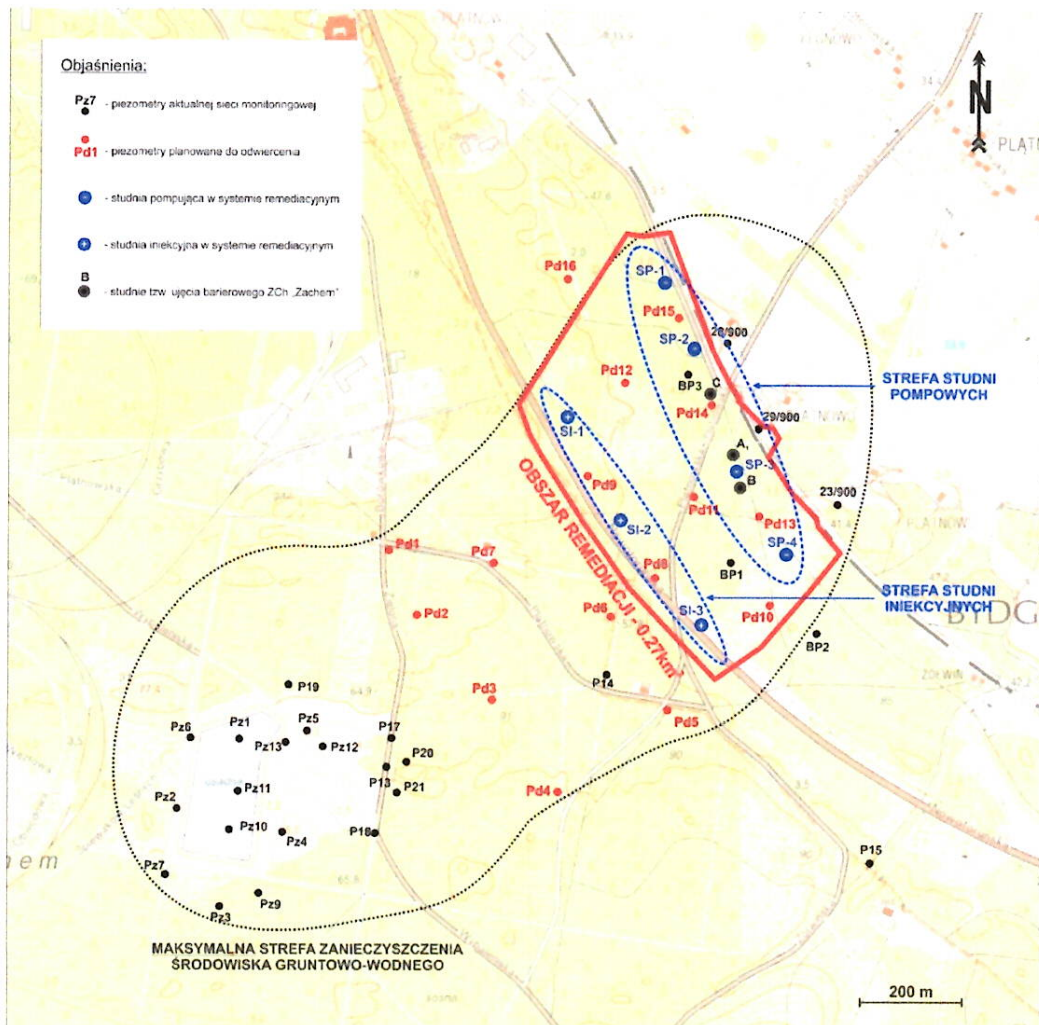 Objaśnienia:
Pz7 - piezometry aktualnej sieci monitoringowej
Pd1 - piezometry planowane do odwiercenia
- studnia pompująca w systemie remediacyjnym
- studnia iniekcyjna w systemie remediacyjnym
B - studnie tzw. ujęcia barierowego ZCh „Zachem”
N
Pd16
SP-1
Pd15
28/900
SP-2
Pd12
BP3
C
Pd14
STREFA STUDNI
POMPOWYCH
SI-1
29/900
A,
SP-3
Pd9
B
Pd11
23/900
OBSZAR REMEDIACJI - 0.27km²
SI-2
Pd13
SP-4
Pd1
Pd7
BP1
Pd8
STREFA STUDNI
INIEKCYJNYCH
Pd2
Pd6
SI-3
Pd10
BYDG
BP2
P14
P19
64,9
Pd3
Pd5
Pz6
Pz1
Pz5
Pz13
Pz12
P17
P20
P13
Pz11
P21
Pd4
Pz2
Pz10
Pz4
P18
P15
Pz7
Pz9
Pz3
hem
MAKSYMALNA STREFA ZANIECZYSZCZENIA
ŚRODOWISKA GRUNTOWO-WODNEGO
200 m